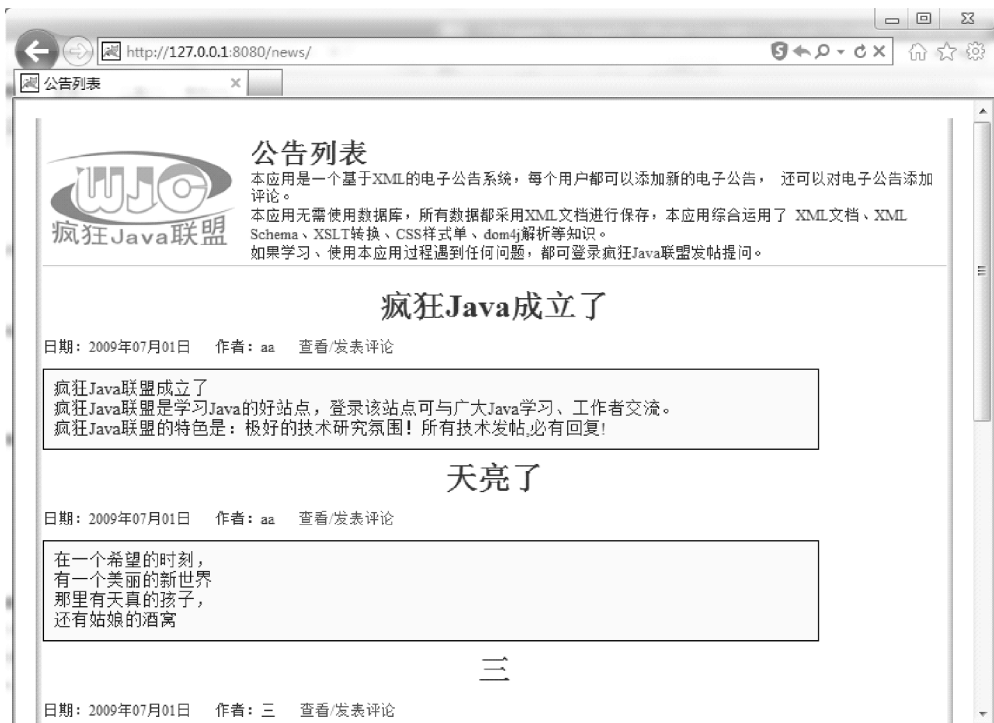 http://127.0.0.1:8080/news/
公告列表
WJC
疯狂Java联盟
公告列表
本应用是一个基于XML的电子公告系统，每个用户都可以添加新的电子公告， 还可以对电子公告添加
评论。
本应用无需使用数据库，所有数据都采用XML文档进行保存，本应用综合运用了 XML文档、XML
Schema、XSLT转换、CSS样式单、dom4j解析等知识。
如果学习、使用本应用过程遇到任何问题，都可登录疯狂Java联盟发帖提问。
疯狂Java成立了
日期：2009年07月01日 作者：aa 查看/发表评论
疯狂Java联盟成立了
疯狂Java联盟是学习Java的好站点，登录该站点可与广大Java学习、工作者交流。
疯狂Java联盟的特色是：极好的技术研究氛围！所有技术发帖,必有回复!
天亮了
日期：2009年07月01日 作者：aa 查看/发表评论
在一个希望的时刻，
有一个美丽的新世界
那里有天真的孩子，
还有姑娘的酒窝
三
日期：2009年07月01日 作者：三 查看/发表评论